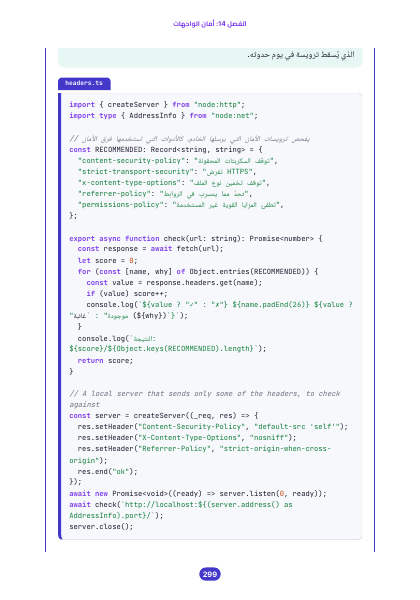 الفصل 14: أمان الواجهات
الذي يُسقط ترويسة في يوم حدوثه.
headers.ts
import { createServer } from "node:http";
import type { AddressInfo } from "node:net";
// يفحص ترويسات الأمان التي يرسلها الخادم، كالأدوات التي تستخدمها فرق الأمان
const RECOMMENDED: Record<string, string> = {
"content-security-policy": "توقف السكربتات المحقونة",
"strict-transport-security": "تفرض HTTPS",
"x-content-type-options": "توقف تخمين نوع الملف",
"referrer-policy": "تحدّ مما يتسرب في الروابط",
"permissions-policy": "تطفئ المزايا القوية غير المستخدمة",
};
export async function check(url: string): Promise<number> {
const response = await fetch(url);
let score = 0;
for (const [name, why] of Object.entries(RECOMMENDED)) {
const value = response.headers.get(name);
if (value) score++;
console.log(`${value ? "✓" : "✗"} ${name.padEnd(26)} ${value ?
"موجودة" : `غائبة (${why})`}`);
}
console.log(`النتيجة:
${score}/${Object.keys(RECOMMENDED).length}`);
return score;
}
// A local server that sends only some of the headers, to check
against
const server = createServer((_req, res) => {
res.setHeader("Content-Security-Policy", "default-src 'self'");
res.setHeader("X-Content-Type-Options", "nosniff");
res.setHeader("Referrer-Policy", "strict-origin-when-cross-
origin");
res.end("ok");
});
await new Promise<void>((ready) => server.listen(0, ready));
await check(`http://localhost:${(server.address() as
AddressInfo).port}/`);
server.close();
299